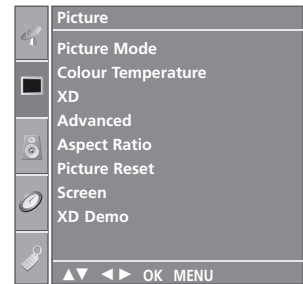 Picture
Picture Mode
Colour Temperature
XD
Advanced
Aspect Ratio
Picture Reset
Screen
XD Demo
▲▼ ◄► OK MENU